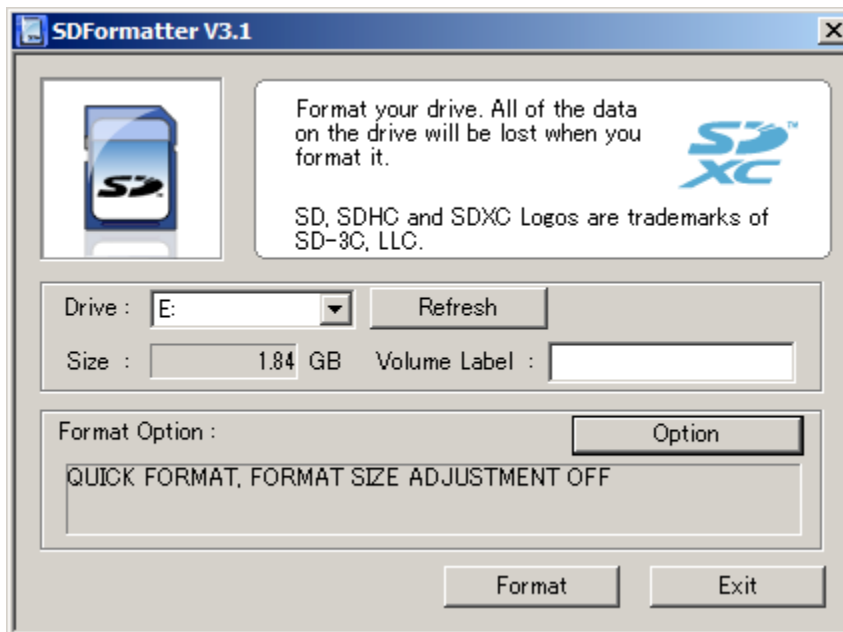 SDFormatter V3.1
Format your drive. All of the data
on the drive will be lost when you
format it.
SD XC™
SD, SDHC and SDXC Logos are trademarks of
SD-3C, LLC.
SD
Drive : E: Refresh
Size : 1.84 GB Volume Label :
Format Option : Option
QUICK FORMAT, FORMAT SIZE ADJUSTMENT OFF
Format Exit